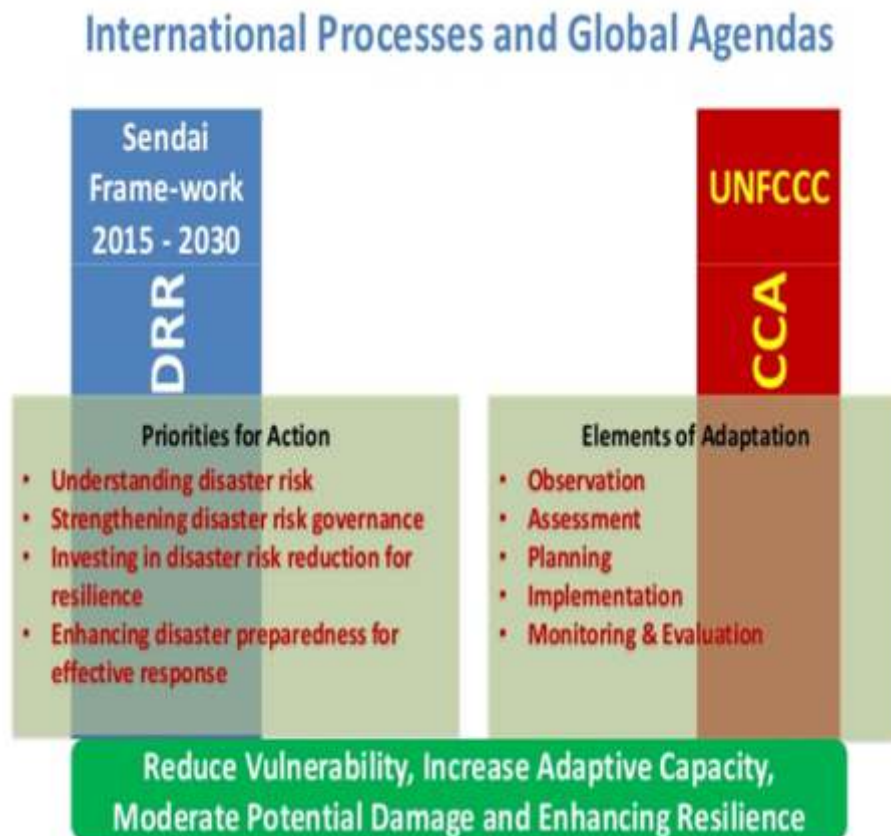 International Processes and Global Agendas
Sendai
Frame-work
2015 - 2030
DRR
UNFCCC
CCA
Priorities for Action
• Understanding disaster risk
• Strengthening disaster risk governance
• Investing in disaster risk reduction for
resilience
• Enhancing disaster preparedness for
effective response
Elements of Adaptation
• Observation
• Assessment
• Planning
• Implementation
• Monitoring & Evaluation
Reduce Vulnerability, Increase Adaptive Capacity,
Moderate Potential Damage and Enhancing Resilience